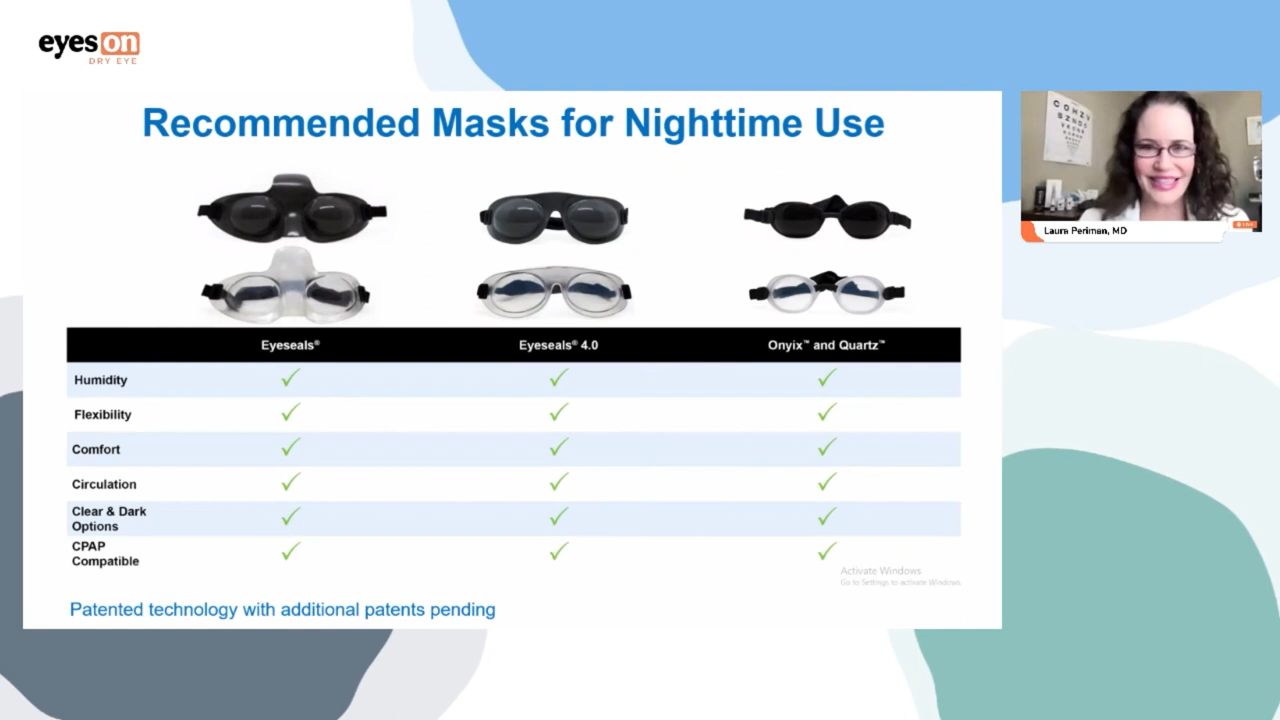 eyes on
DRY EYE
Recommended Masks for Nighttime Use
Laura Periman, MD
Eyeseals®
Eyeseals® 4.0
Onyix™ and Quartz™
Humidity
Flexibility
Comfort
Circulation
Clear & Dark
Options
CPAP
Compatible
Activate Windows
Go to Settings to activate Windows.
Patented technology with additional patents pending